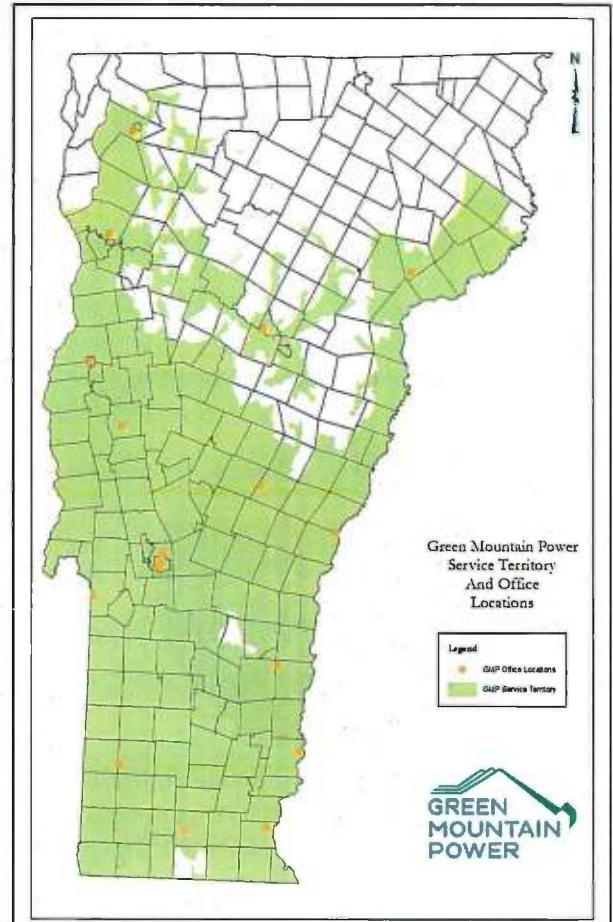 N
Green Mountain Power
Service Territory
And Office
Locations
Legend
GMP Office Locations
GMP Service Territory
GREEN
MOUNTAIN
POWER